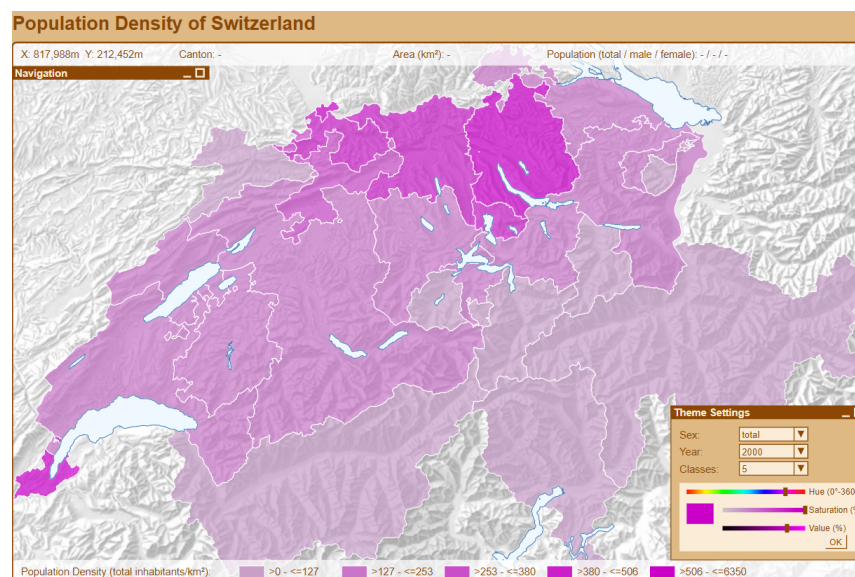 Population Density of Switzerland
X: 817,988m Y: 212,452m Canton: - Area (km²): - Population (total / male / female): - / - / -
Navigation
Theme Settings
Sex: total
Year: 2000
Classes: 5
Hue (0°-360
Saturation (%
Value (%)
OK
Population Density (total inhabitants/km²): >0 - <=127 >127 - <=253 >253 - <=380 >380 - <=506 >506 - <=6350